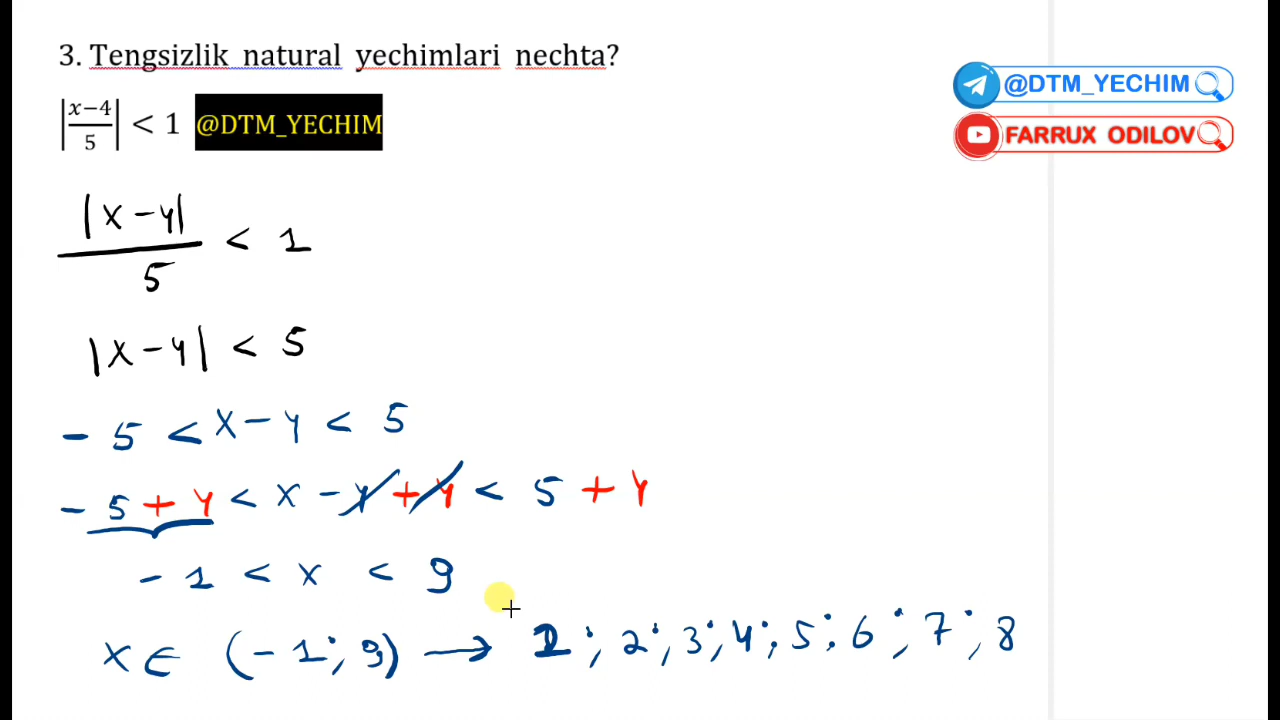 3. Tengsizlik natural yechimlari nechta?
|x−4/5| < 1 @DTM_YECHIM
@DTM_YECHIM
FARRUX ODILOV
|x−4|/5 < 1
|x−4| < 5
−5 < x−4 < 5
−5+4 < x−4+4 < 5+4
−1 < x < 9
x∈ (−1; 9) → 1; 2; 3; 4; 5; 6; 7; 8